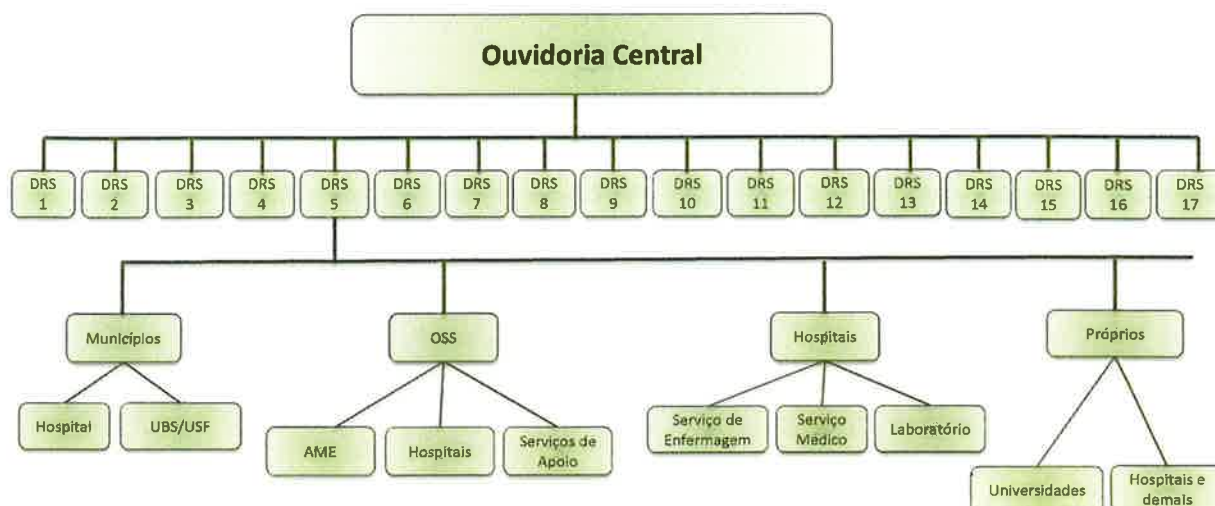 Ouvidoria Central
DRS 1
DRS 2
DRS 3
DRS 4
DRS 5
DRS 6
DRS 7
DRS 8
DRS 9
DRS 10
DRS 11
DRS 12
DRS 13
DRS 14
DRS 15
DRS 16
DRS 17
Municípios
OSS
Hospitais
Próprios
Hospital
UBS/USF
AME
Hospitais
Serviços de
Apoio
Serviço de
Enfermagem
Serviço
Médico
Laboratório
Universidades
Hospitais e
demais